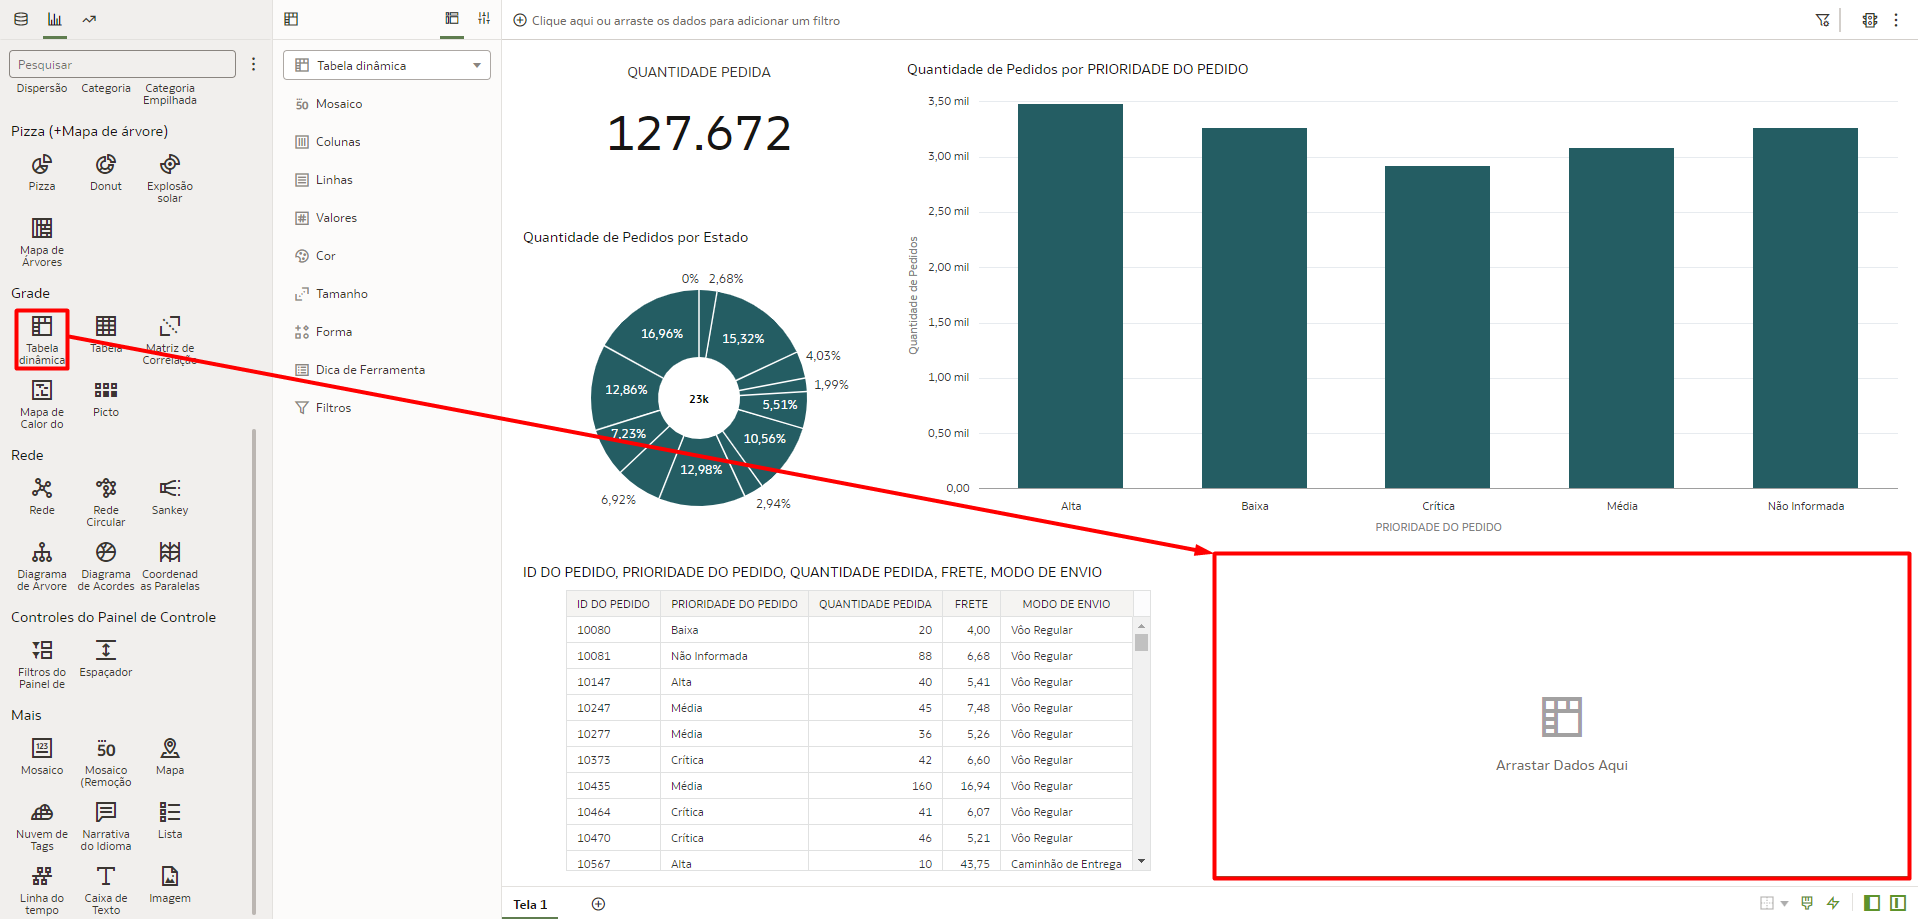 Pesquisar
Dispersão
Categoria
Categoria
Empilhada
Pizza (+Mapa de árvore)
Pizza
Donut
Explosão
solar
Mapa de
Árvores
Grade
Tabela
dinâmica
Tabela
Matriz de
Correlação
Mapa de
Calor do
Picto
Rede
Rede
Rede
Circular
Sankey
Diagrama
de Árvore
Diagrama
de Acordes
Coordenad
as Paralelas
Controles do Painel de Controle
Filtros do
Painel de
Espaçador
Mais
123
Mosaico
50
Mosaico
(Remoção
Mapa
Nuvem de
Tags
Narrativa
do Idioma
Lista
Linha do
tempo
Caixa de
Texto
Imagem
Tabela dinâmica
50 Mosaico
Colunas
Linhas
Valores
Cor
Tamanho
Forma
Dica de Ferramenta
Filtros
Clique aqui ou arraste os dados para adicionar um filtro
QUANTIDADE PEDIDA
127.672
Quantidade de Pedidos por Estado
0%
2,68%
15,32%
4,03%
1,99%
5,51%
10,56%
2,94%
12,98%
6,92%
7,23%
12,86%
16,96%
23k
Quantidade de Pedidos por PRIORIDADE DO PEDIDO
Quantidade de Pedidos
3,50 mil
3,00 mil
2,50 mil
2,00 mil
1,50 mil
1,00 mil
0,50 mil
0,00
Alta Baixa Crítica Média Não Informada
PRIORIDADE DO PEDIDO
ID DO PEDIDO, PRIORIDADE DO PEDIDO, QUANTIDADE PEDIDA, FRETE, MODO DE ENVIO
ID DO PEDIDO PRIORIDADE DO PEDIDO QUANTIDADE PEDIDA FRETE MODO DE ENVIO
10080 Baixa 20 4,00 Vôo Regular
10081 Não Informada 88 6,68 Vôo Regular
10147 Alta 40 5,41 Vôo Regular
10247 Média 45 7,48 Vôo Regular
10277 Média 36 5,26 Vôo Regular
10373 Crítica 42 6,60 Vôo Regular
10435 Média 160 16,94 Vôo Regular
10464 Crítica 41 6,07 Vôo Regular
10470 Crítica 46 5,21 Vôo Regular
10567 Alta 10 43,75 Caminhão de Entrega
Arrastar Dados Aqui
Tela 1